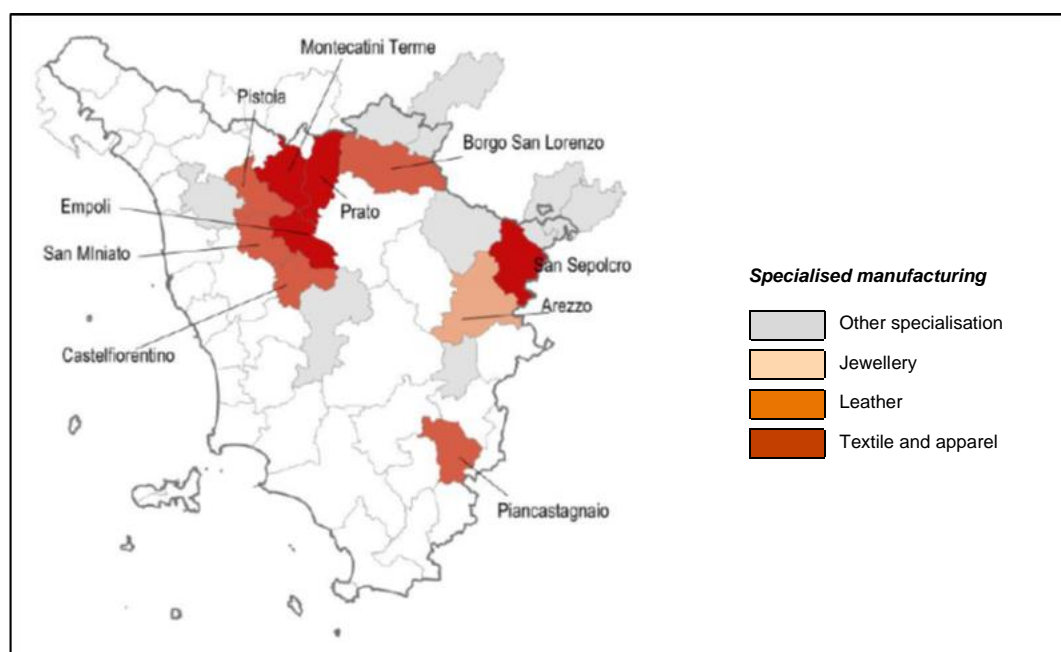 Montecatini Terme
Pistoia
Borgo San Lorenzo
Empoli
Prato
San MIniato
San Sepolcro
Arezzo
Castelfiorentino
Piancastagnaio
Specialised manufacturing
Other specialisation
Jewellery
Leather
Textile and apparel